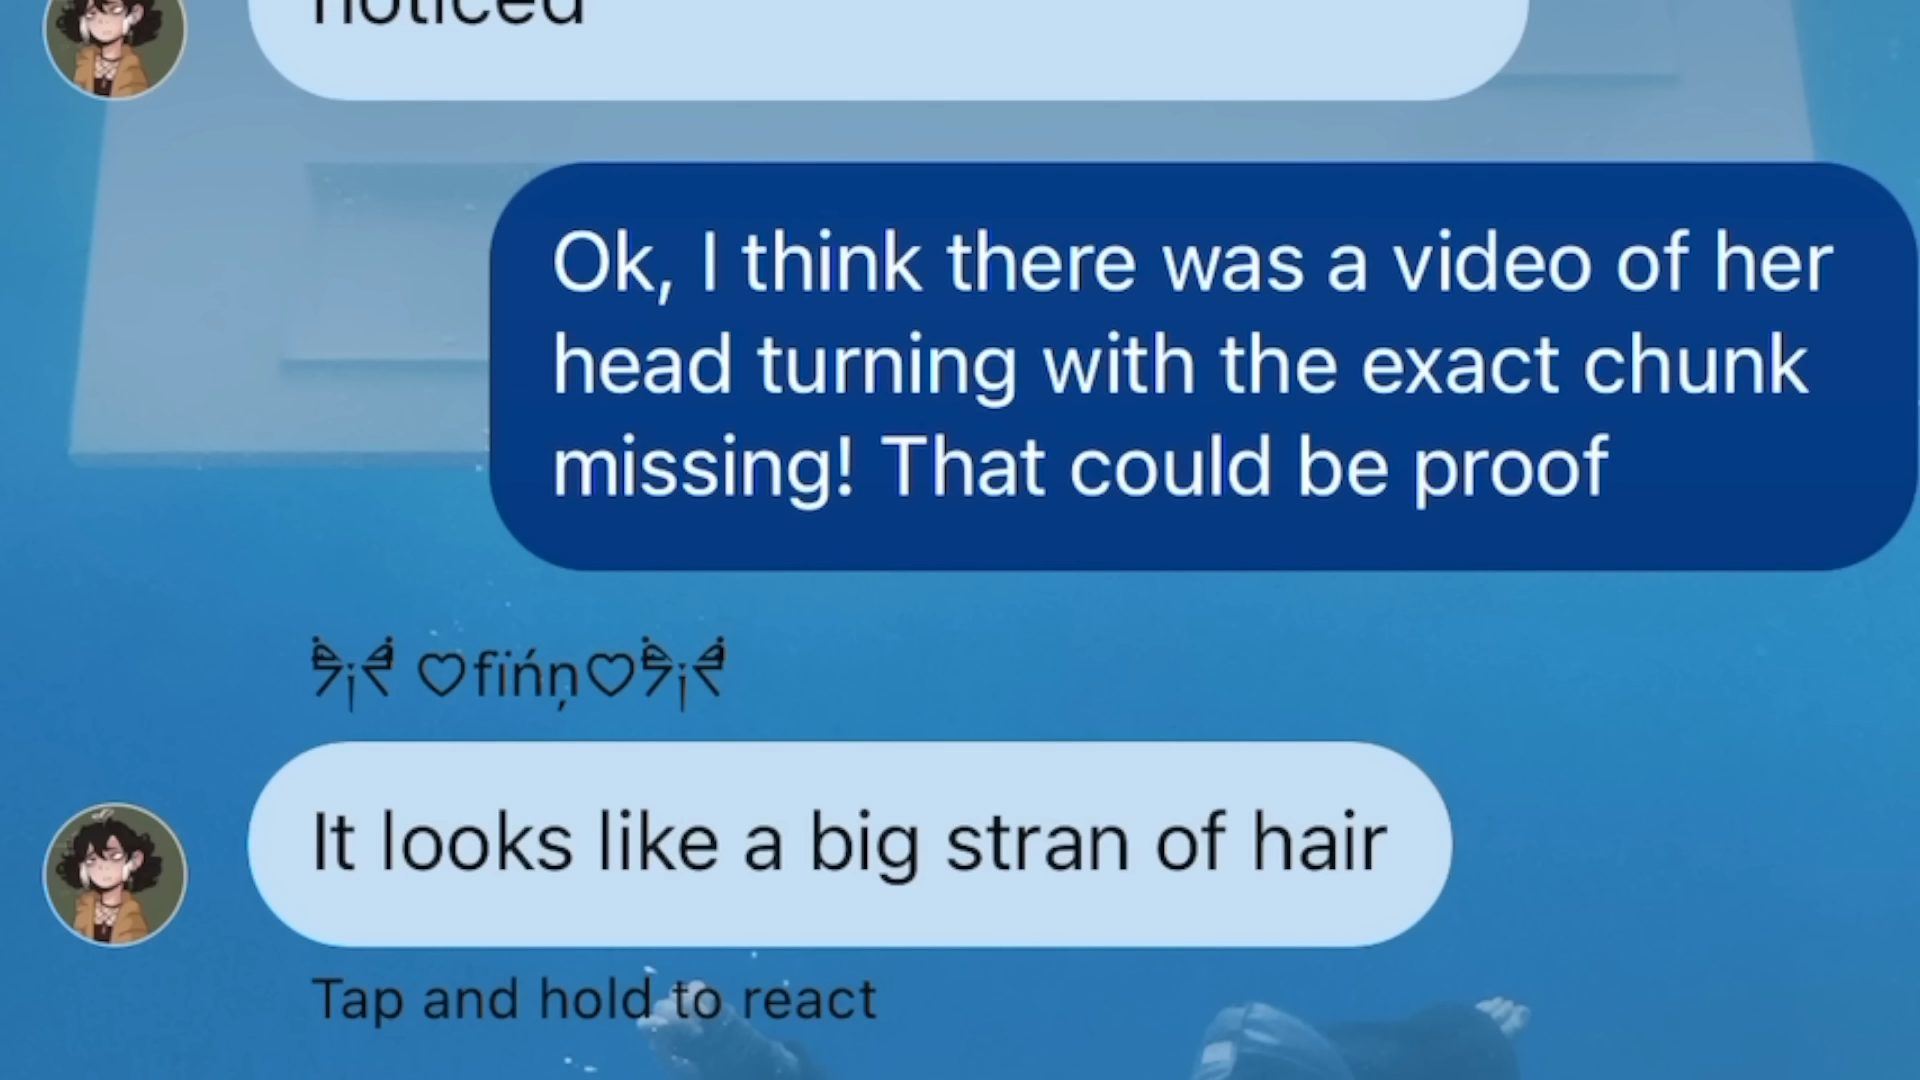 noticed
Ok, I think there was a video of her
head turning with the exact chunk
missing! That could be proof
♡fïńņ♡
It looks like a big stran of hair
Tap and hold to react